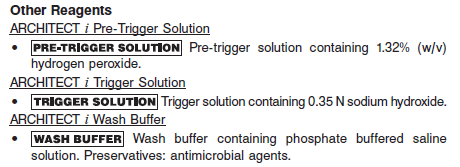 Other Reagents
ARCHITECT i Pre-Trigger Solution
• PRE-TRIGGER SOLUTION Pre-trigger solution containing 1.32% (w/v)
hydrogen peroxide.
ARCHITECT i Trigger Solution
• TRIGGER SOLUTION Trigger solution containing 0.35 N sodium hydroxide.
ARCHITECT i Wash Buffer
• WASH BUFFER Wash buffer containing phosphate buffered saline
solution. Preservatives: antimicrobial agents.